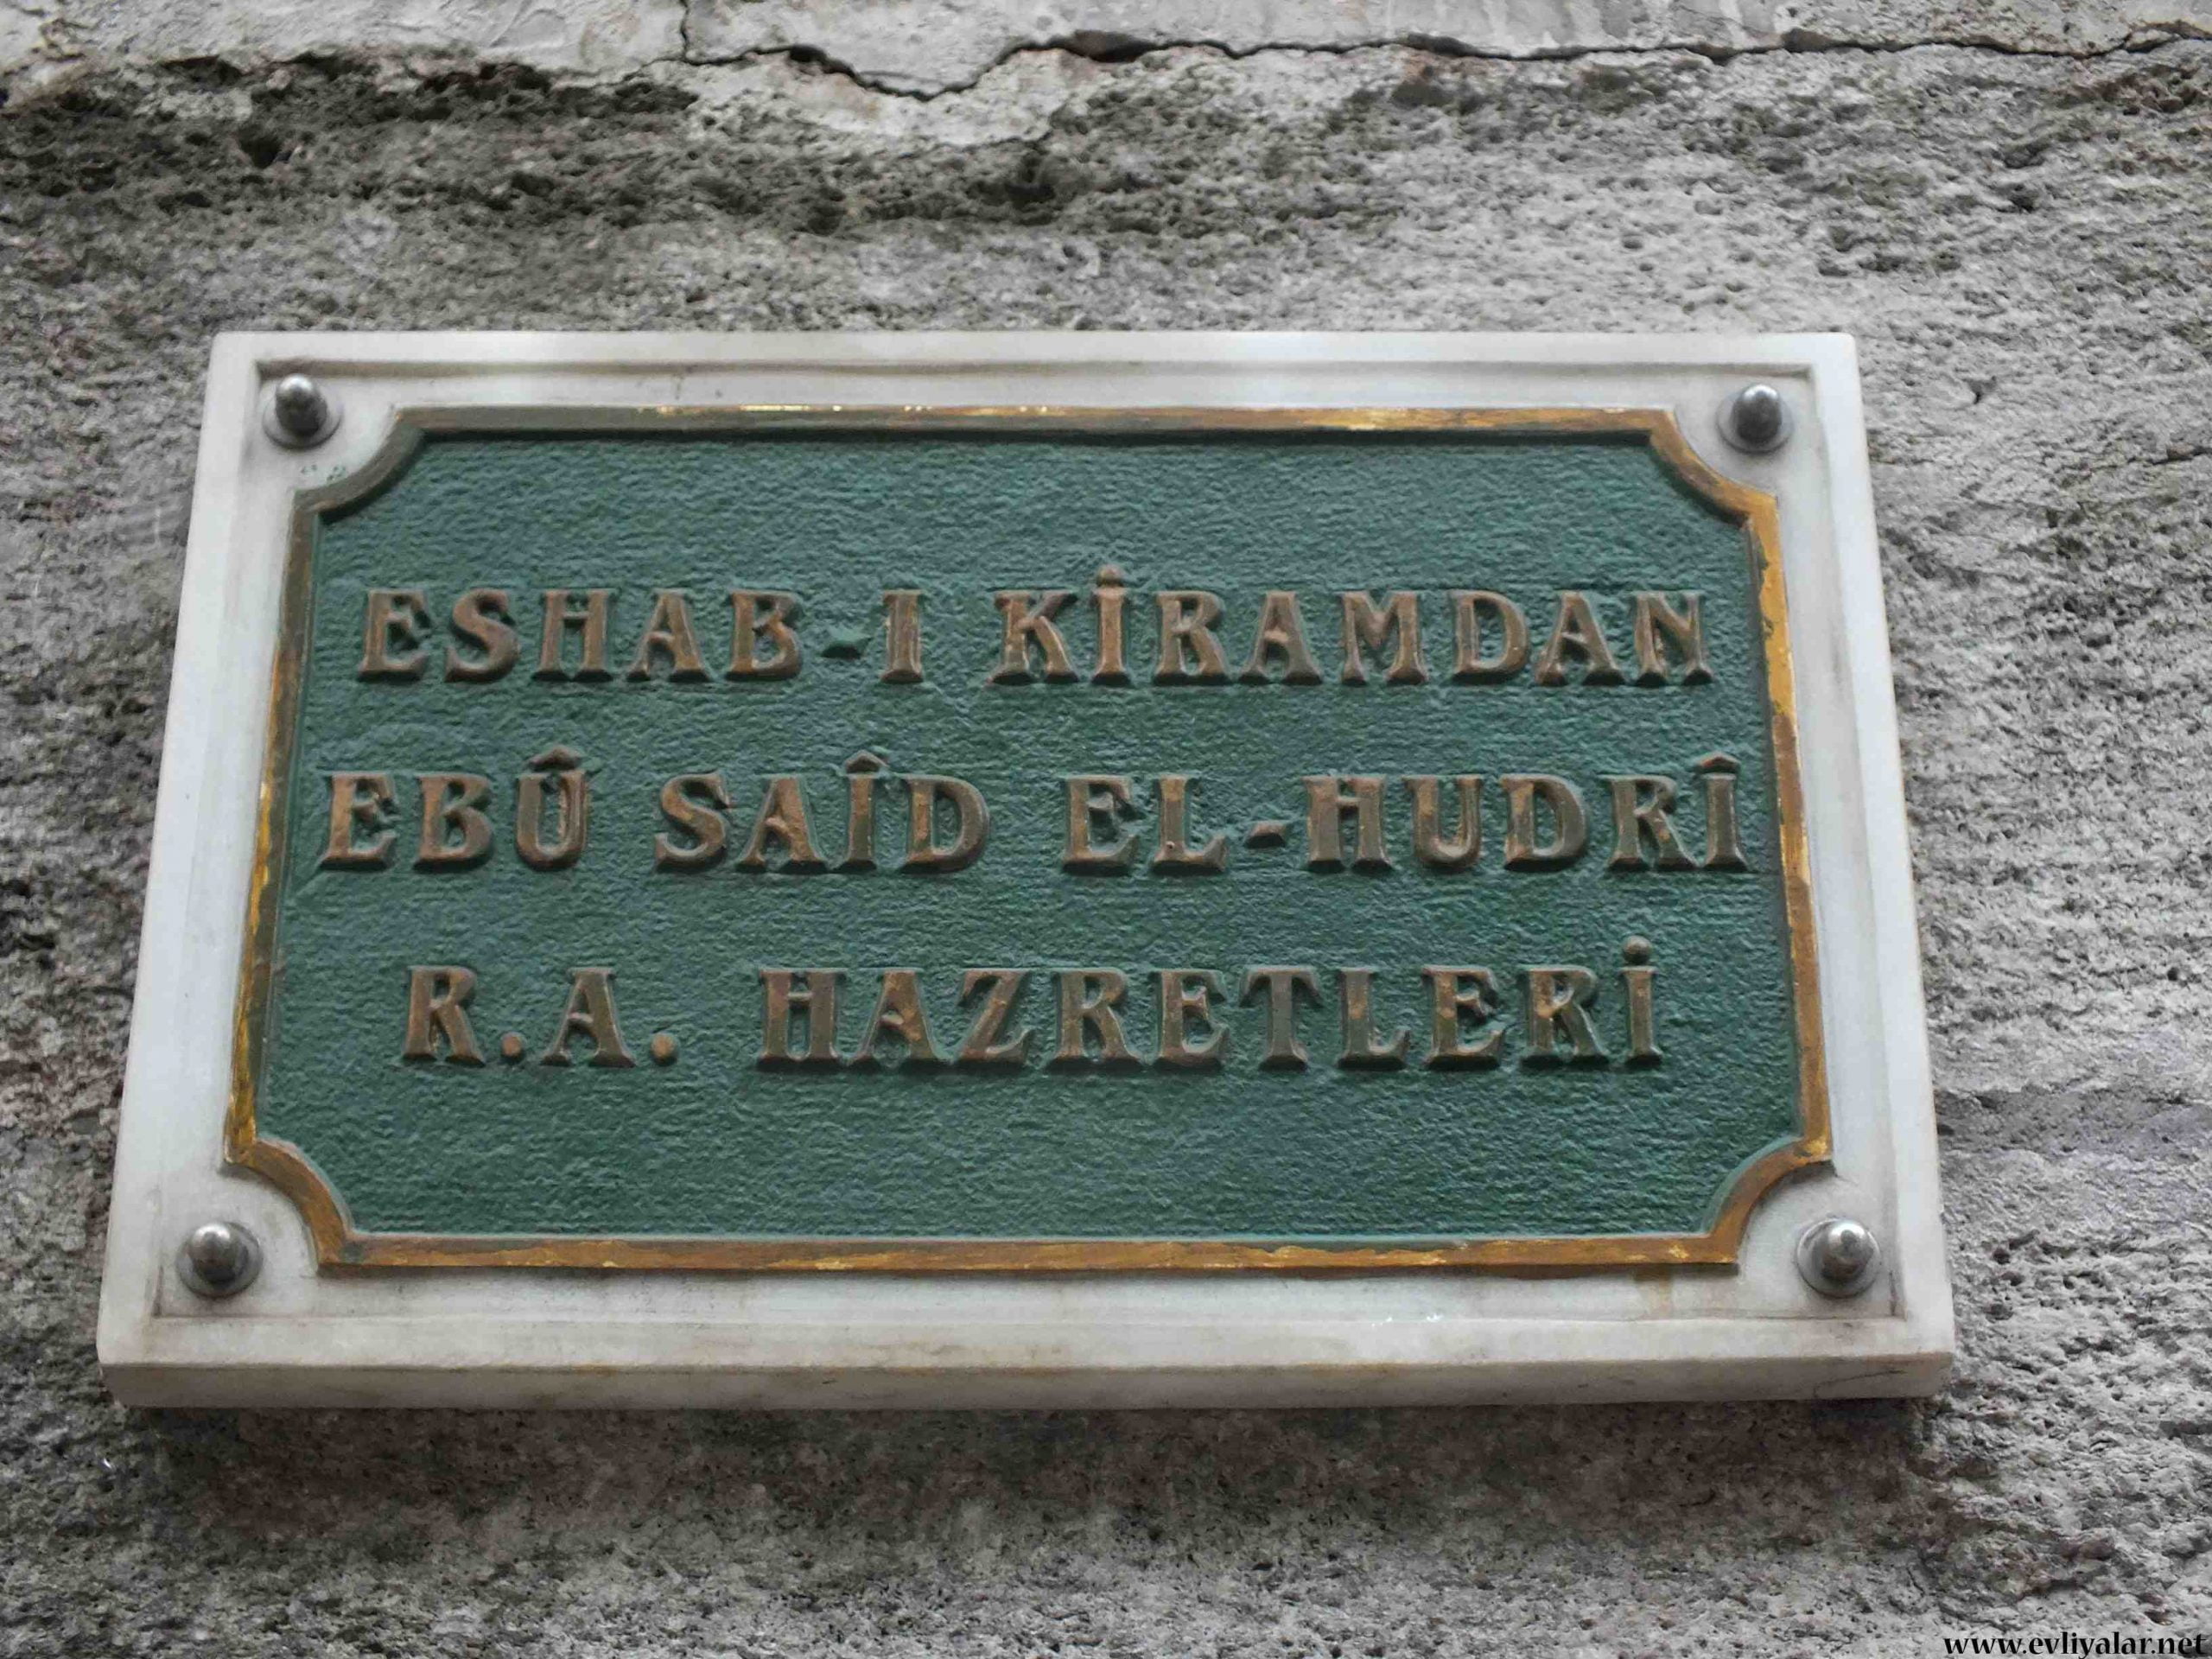 ESHAB-I KİRAMDAN
EBÛ SAÎD EL-HUDRÎ
R.A. HAZRETLERİ
www.evliyalar.net